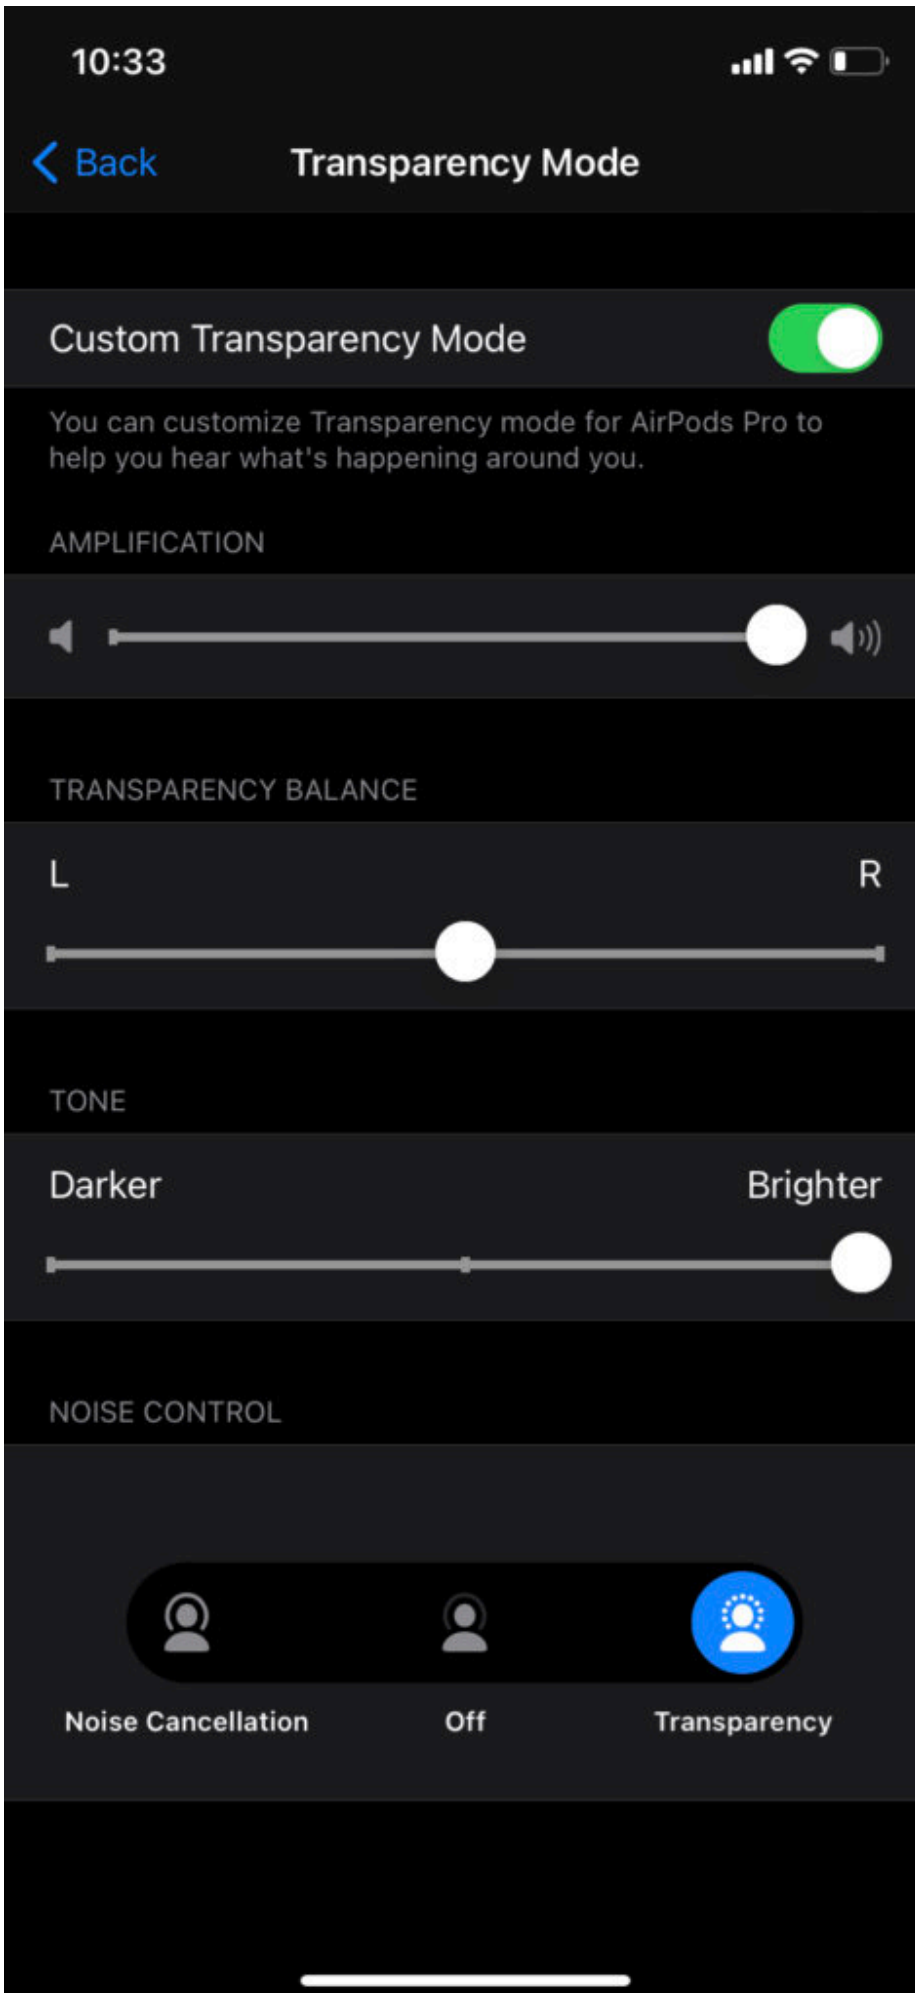 10:33
Back
Transparency Mode
Custom Transparency Mode
You can customize Transparency mode for AirPods Pro to
help you hear what's happening around you.
AMPLIFICATION
TRANSPARENCY BALANCE
L R
TONE
Darker Brighter
NOISE CONTROL
Noise Cancellation Off Transparency